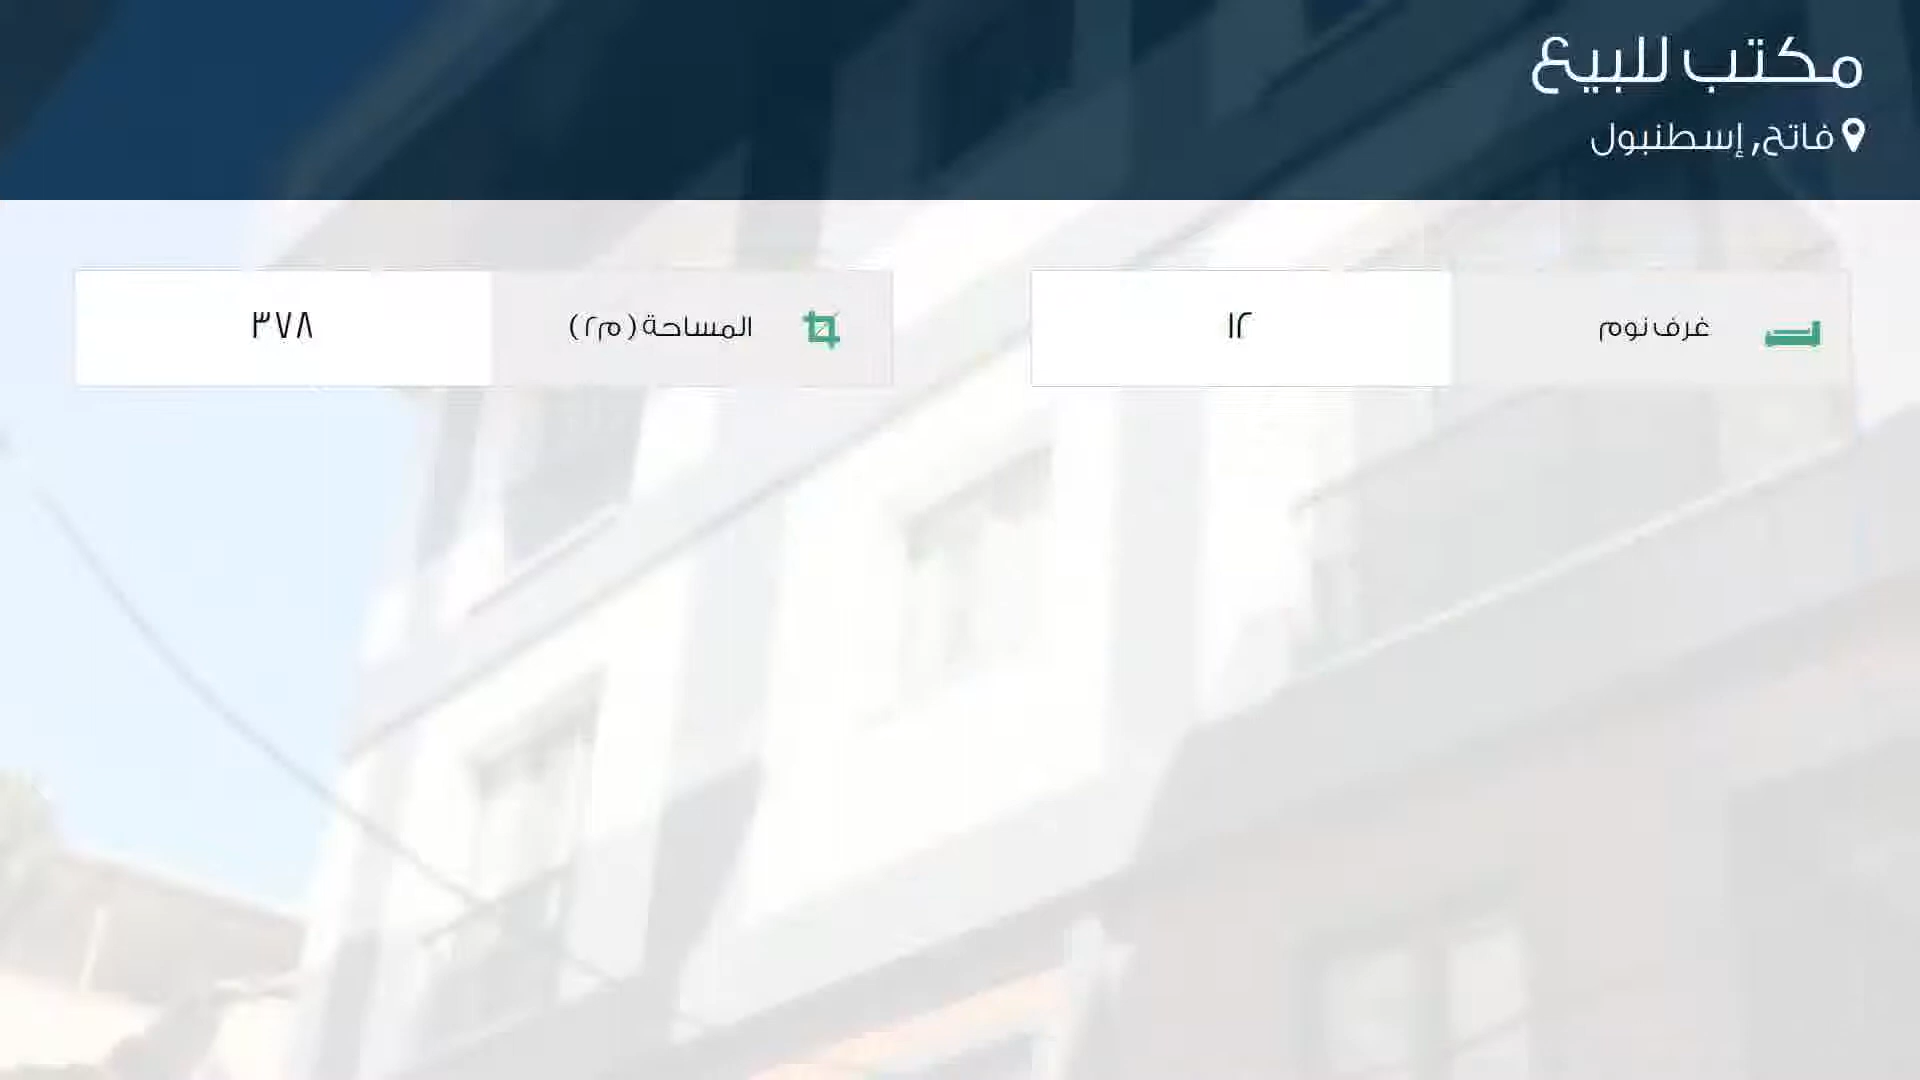 مكتب للبيع
فاتح, إسطنبول
غرف نوم
١٢
المساحة (م٢)
٣٧٨